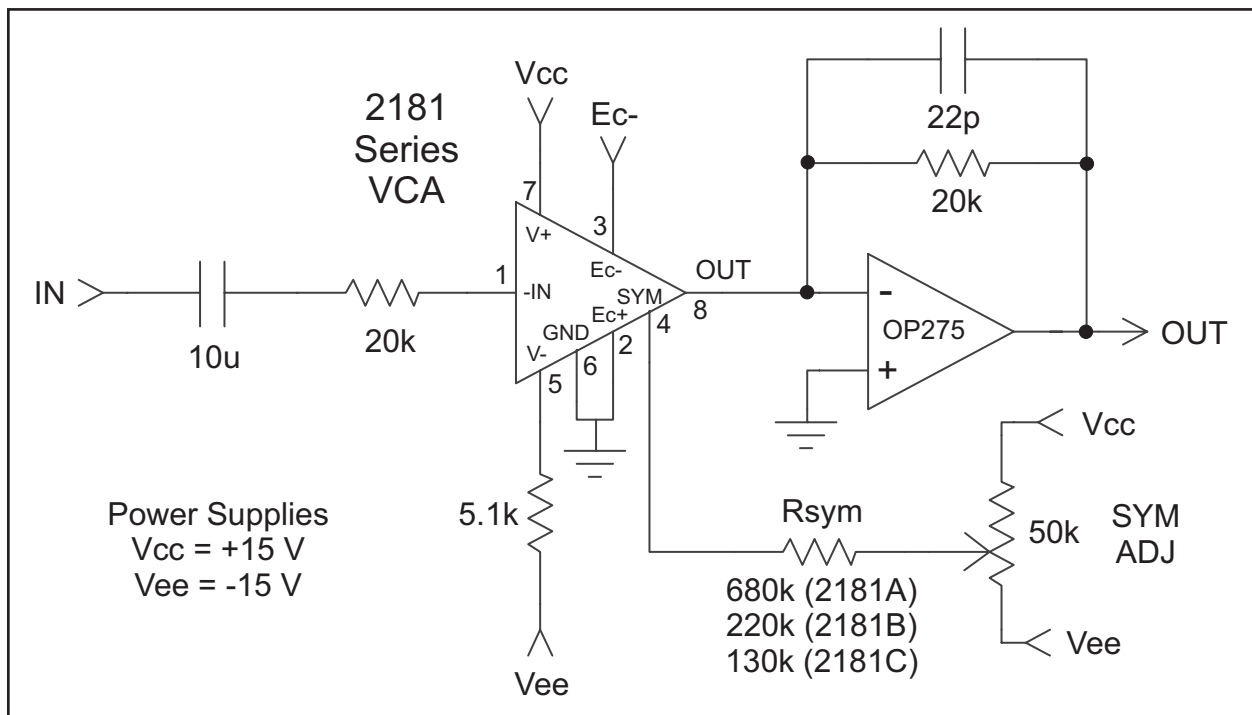 2181
Series
VCA
Vcc
Ec-
22p
20k
7
V+
3
Ec-
1
-IN
OUT
8
SYM
4
Ec+
2
GND
6
V-
5
IN
10u
20k
-
+
OP275
OUT
Vcc
50k
SYM
ADJ
Vee
5.1k
Vee
Rsym
680k (2181A)
220k (2181B)
130k (2181C)
Power Supplies
Vcc = +15 V
Vee = -15 V